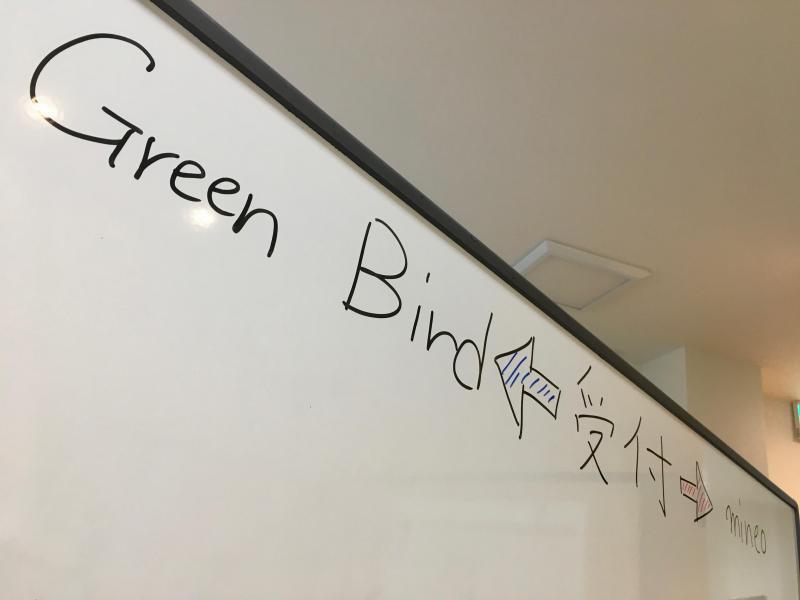 Green Bird ⇐ 受付 ⇒ mineo